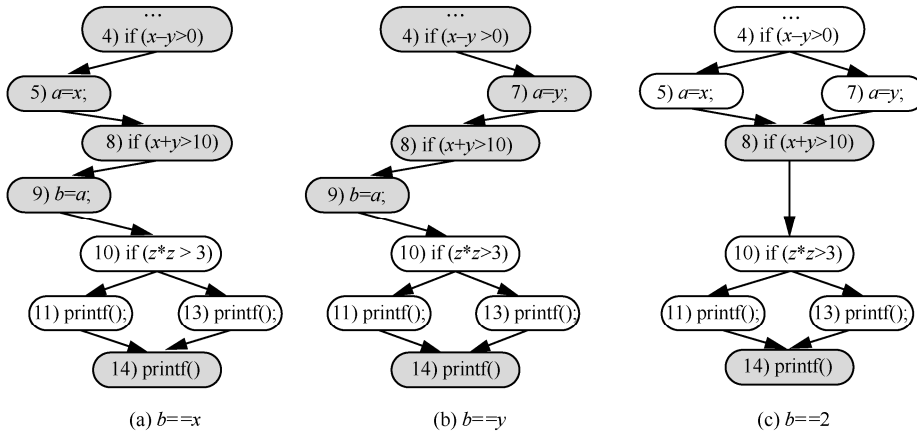 ...
4) if (x–y>0)
5) a=x;
8) if (x+y>10)
9) b=a;
10) if (z*z > 3)
11) printf();
13) printf();
14) printf()
(a) b==x
...
4) if (x–y >0)
7) a=y;
8) if (x+y>10)
9) b=a;
10) if (z*z>3)
11) printf();
13) printf();
14) printf()
(b) b==y
...
4) if (x–y>0)
5) a=x;
7) a=y;
8) if (x+y>10)
10) if (z*z>3)
11) printf();
13) printf();
14) printf()
(c) b==2